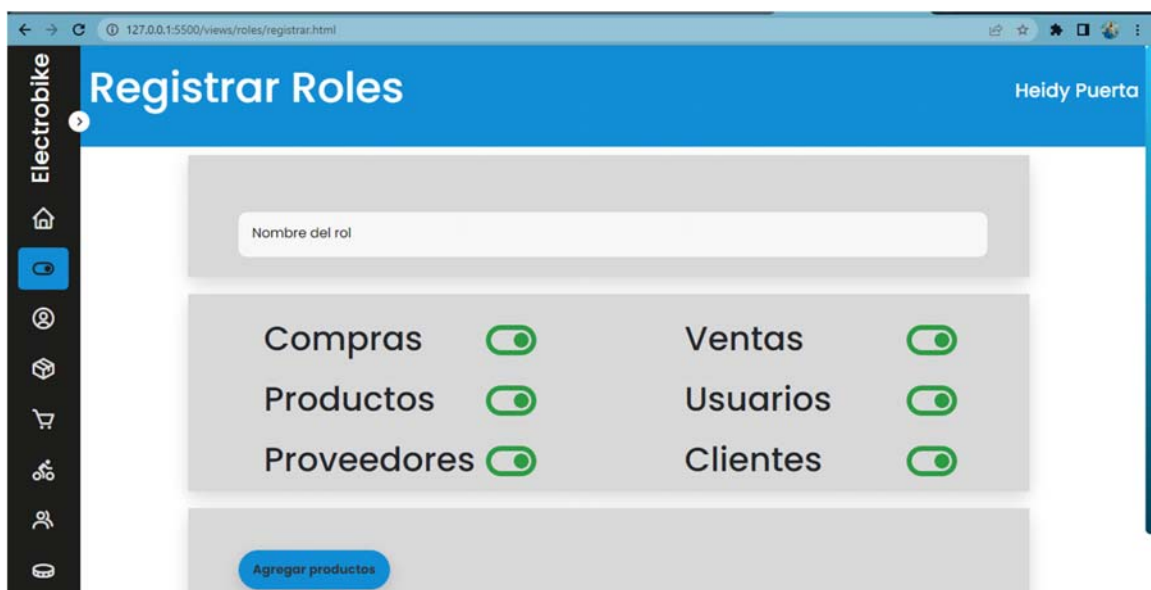 127.0.0.1:5500/views/roles/registrar.html
Electrobike
Registrar Roles
Heidy Puerta
Nombre del rol
Compras
Ventas
Productos
Usuarios
Proveedores
Clientes
Agregar productos